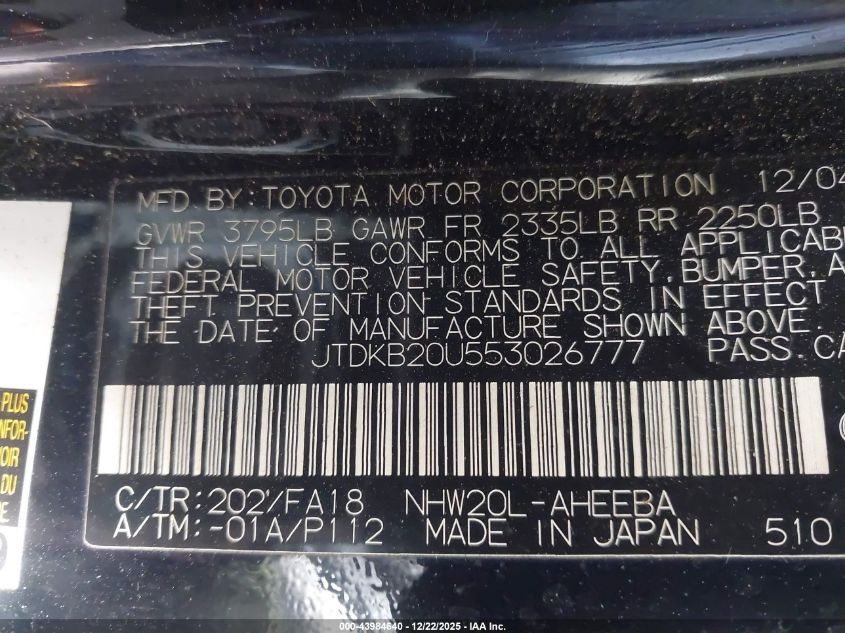 MFD BY: TOYOTA MOTOR CORPORATION 12/04
GVWR 3795LB GAWR FR 2335LB RR 2250LB
THIS VEHICLE CONFORMS TO ALL APPLICAB
FEDERAL MOTOR VEHICLE SAFETY, BUMPER, A
THEFT PREVENTION STANDARDS IN EFFECT
THE DATE OF MANUFACTURE SHOWN ABOVE.
JTDKB20U553026777 PASS. CA
C/TR: 202/FA18 NHW20L-AHEEBA
A/TM: -01A/P112 MADE IN JAPAN 510
PLUS
NFOR-
OIR
DU
000-43984640 - 12/22/2025 - IAA Inc.